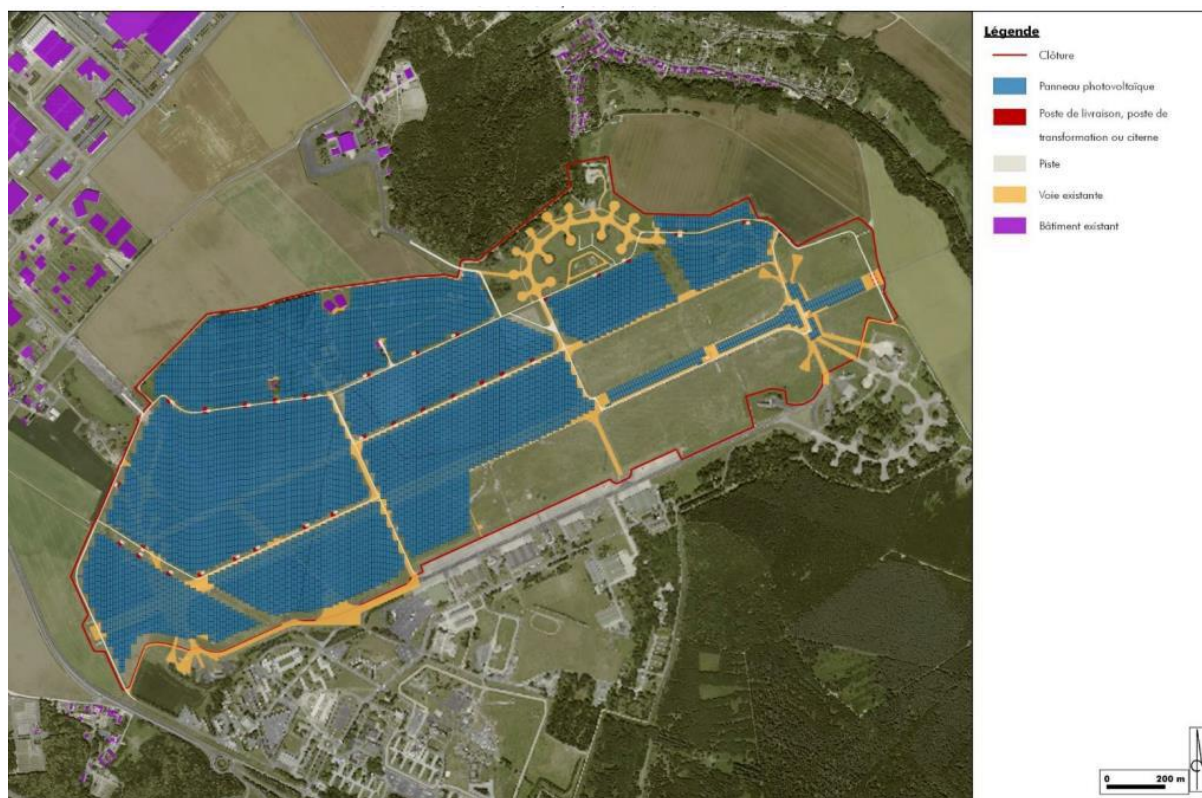 Légende
Clôture
Panneau photovoltaïque
Poste de livraison, poste de
transformation ou citerne
Piste
Voie existante
Bâtiment existant
0 200 m